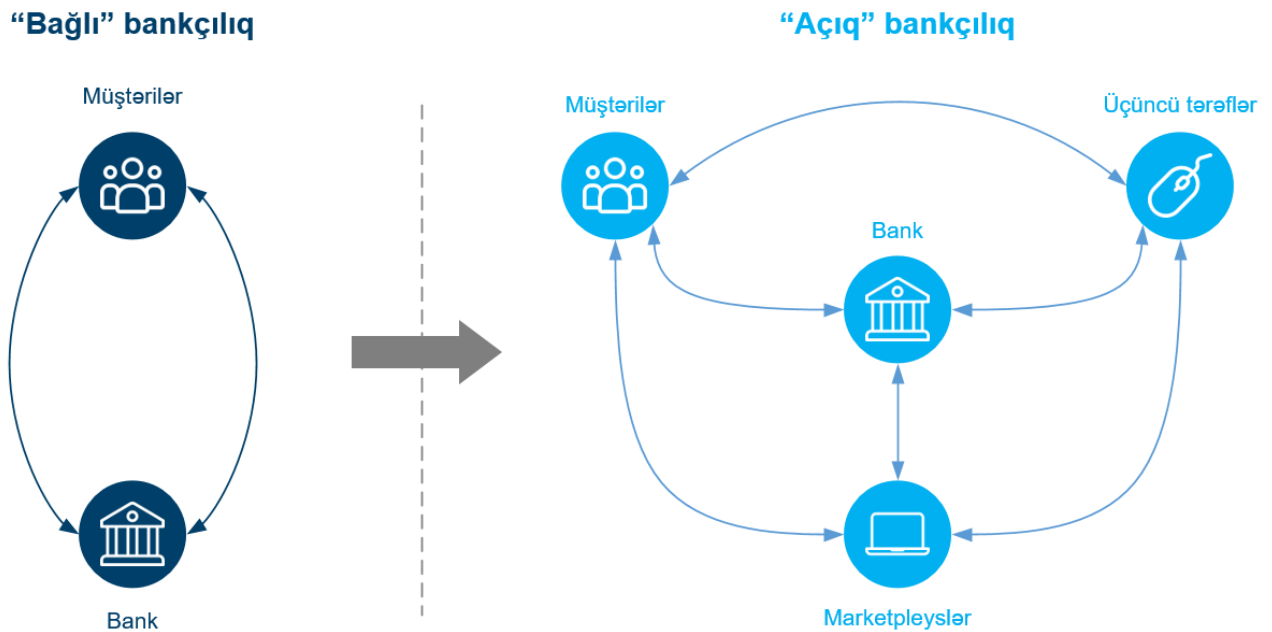 “Bağlı” bankçılıq
Müştərilər
Bank
“Açıq” bankçılıq
Müştərilər
Üçüncü tərəflər
Bank
Marketpleyslər